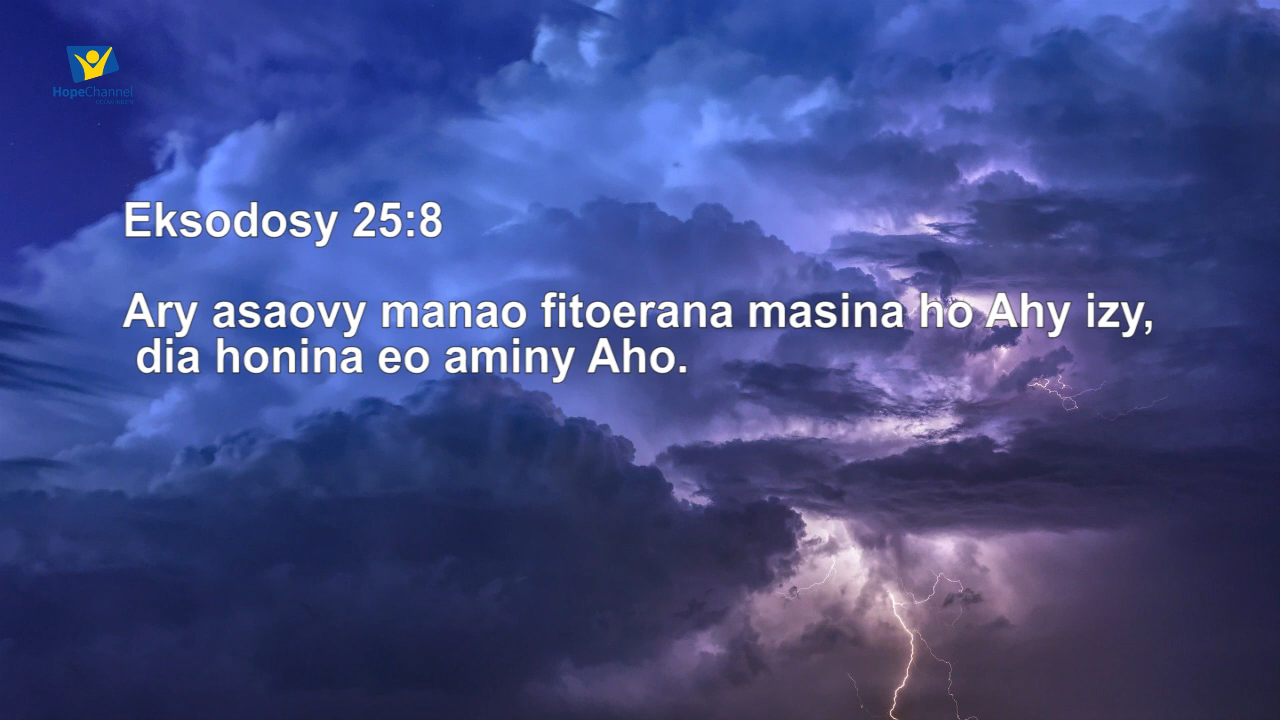 HopeChannel
Eksodosy 25:8
Ary asaovy manao fitoerana masina ho Ahy izy,
dia honina eo aminy Aho.